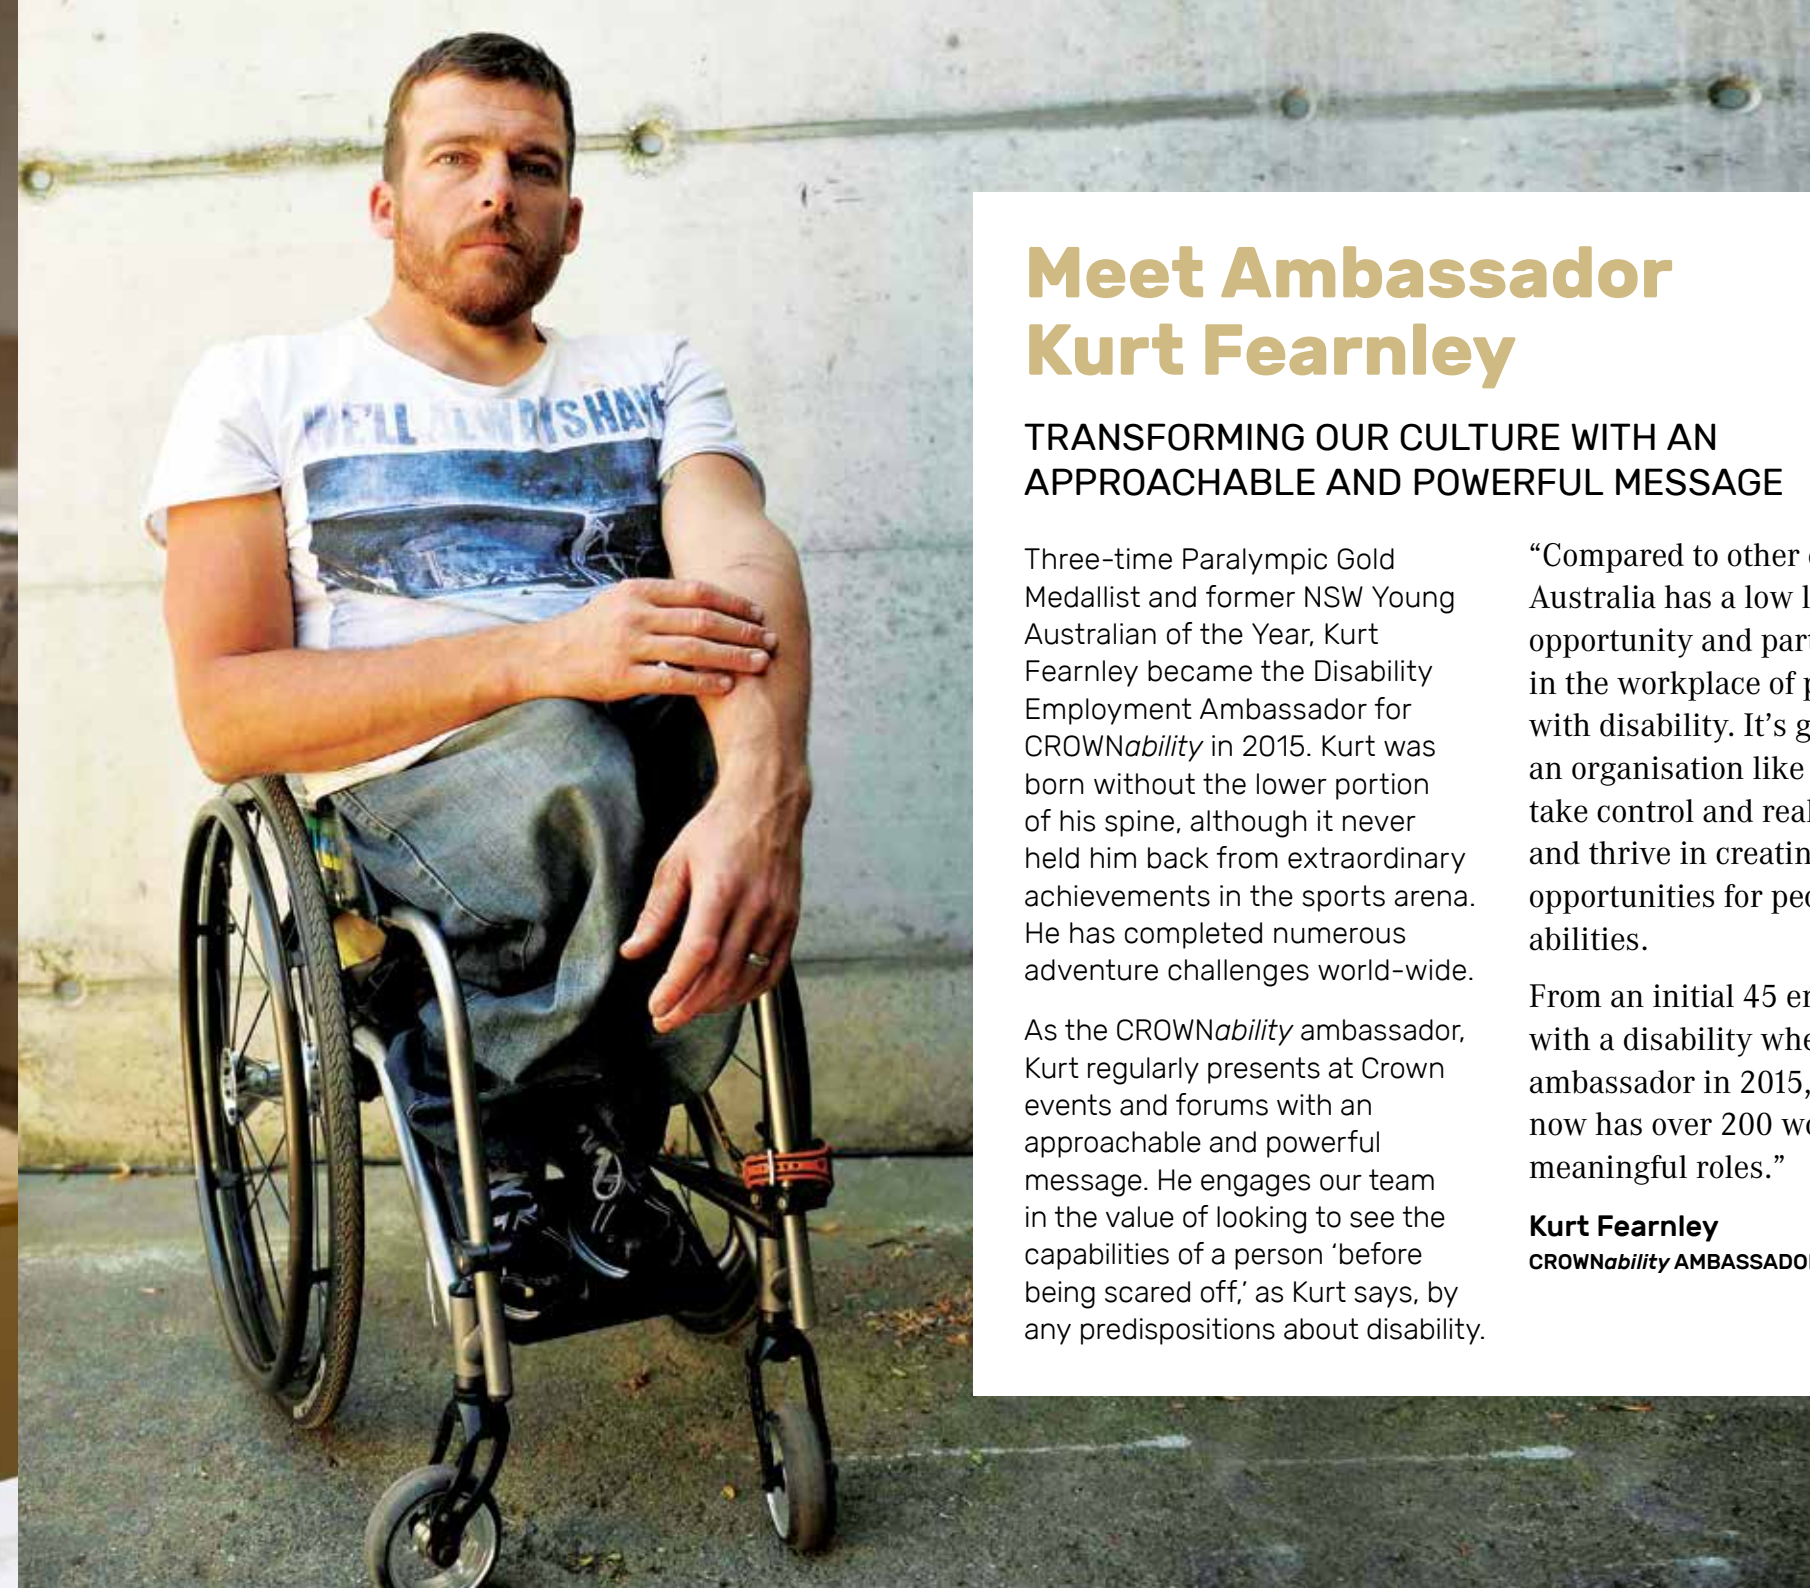 WE'LL ALWAYS HAVE
Meet Ambassador
Kurt Fearnley
TRANSFORMING OUR CULTURE WITH AN
APPROACHABLE AND POWERFUL MESSAGE
Three-time Paralympic Gold
Medallist and former NSW Young
Australian of the Year, Kurt
Fearnley became the Disability
Employment Ambassador for
CROWNability in 2015. Kurt was
born without the lower portion
of his spine, although it never
held him back from extraordinary
achievements in the sports arena.
He has completed numerous
adventure challenges world-wide.
As the CROWNability ambassador,
Kurt regularly presents at Crown
events and forums with an
approachable and powerful
message. He engages our team
in the value of looking to see the
capabilities of a person ‘before
being scared off,’ as Kurt says, by
any predispositions about disability.
“Compared to other
Australia has a low
opportunity and
in the workplace of
with disability. It’s
an organisation like
take control and
and thrive in
opportunities for
abilities.
From an initial 45
with a disability
ambassador in 2015,
now has over 200
meaningful roles.”
Kurt Fearnley
CROWNability